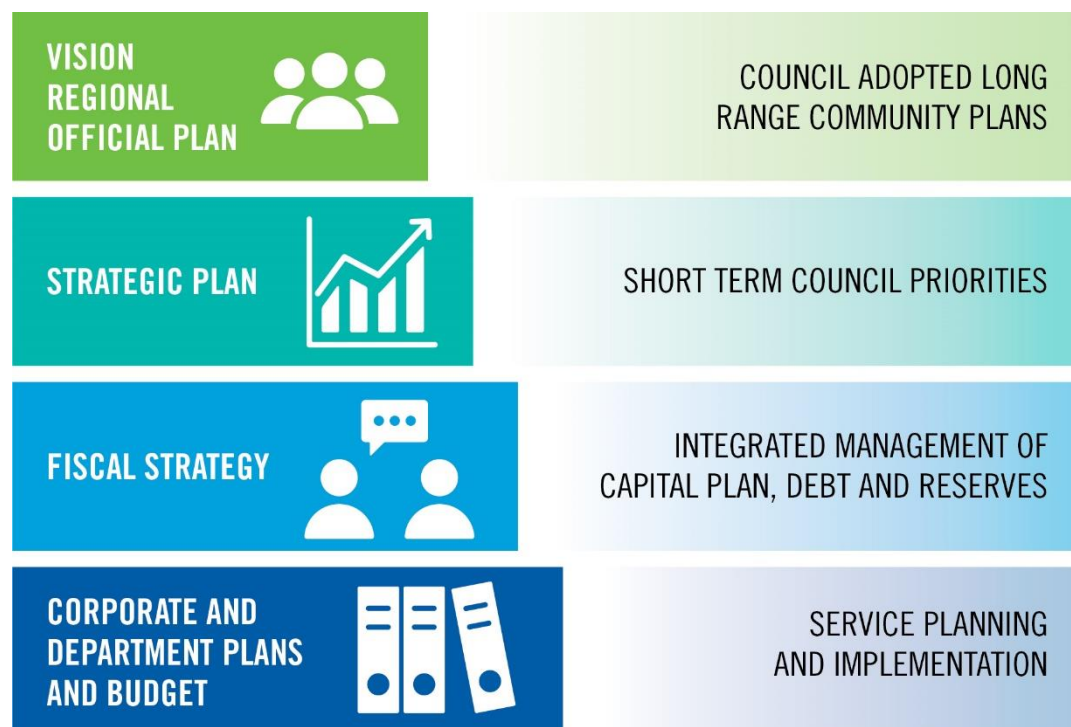 VISION
REGIONAL
OFFICIAL PLAN
COUNCIL ADOPTED LONG
RANGE COMMUNITY PLANS
STRATEGIC PLAN
SHORT TERM COUNCIL PRIORITIES
FISCAL STRATEGY
INTEGRATED MANAGEMENT OF
CAPITAL PLAN, DEBT AND RESERVES
CORPORATE AND
DEPARTMENT PLANS
AND BUDGET
SERVICE PLANNING
AND IMPLEMENTATION